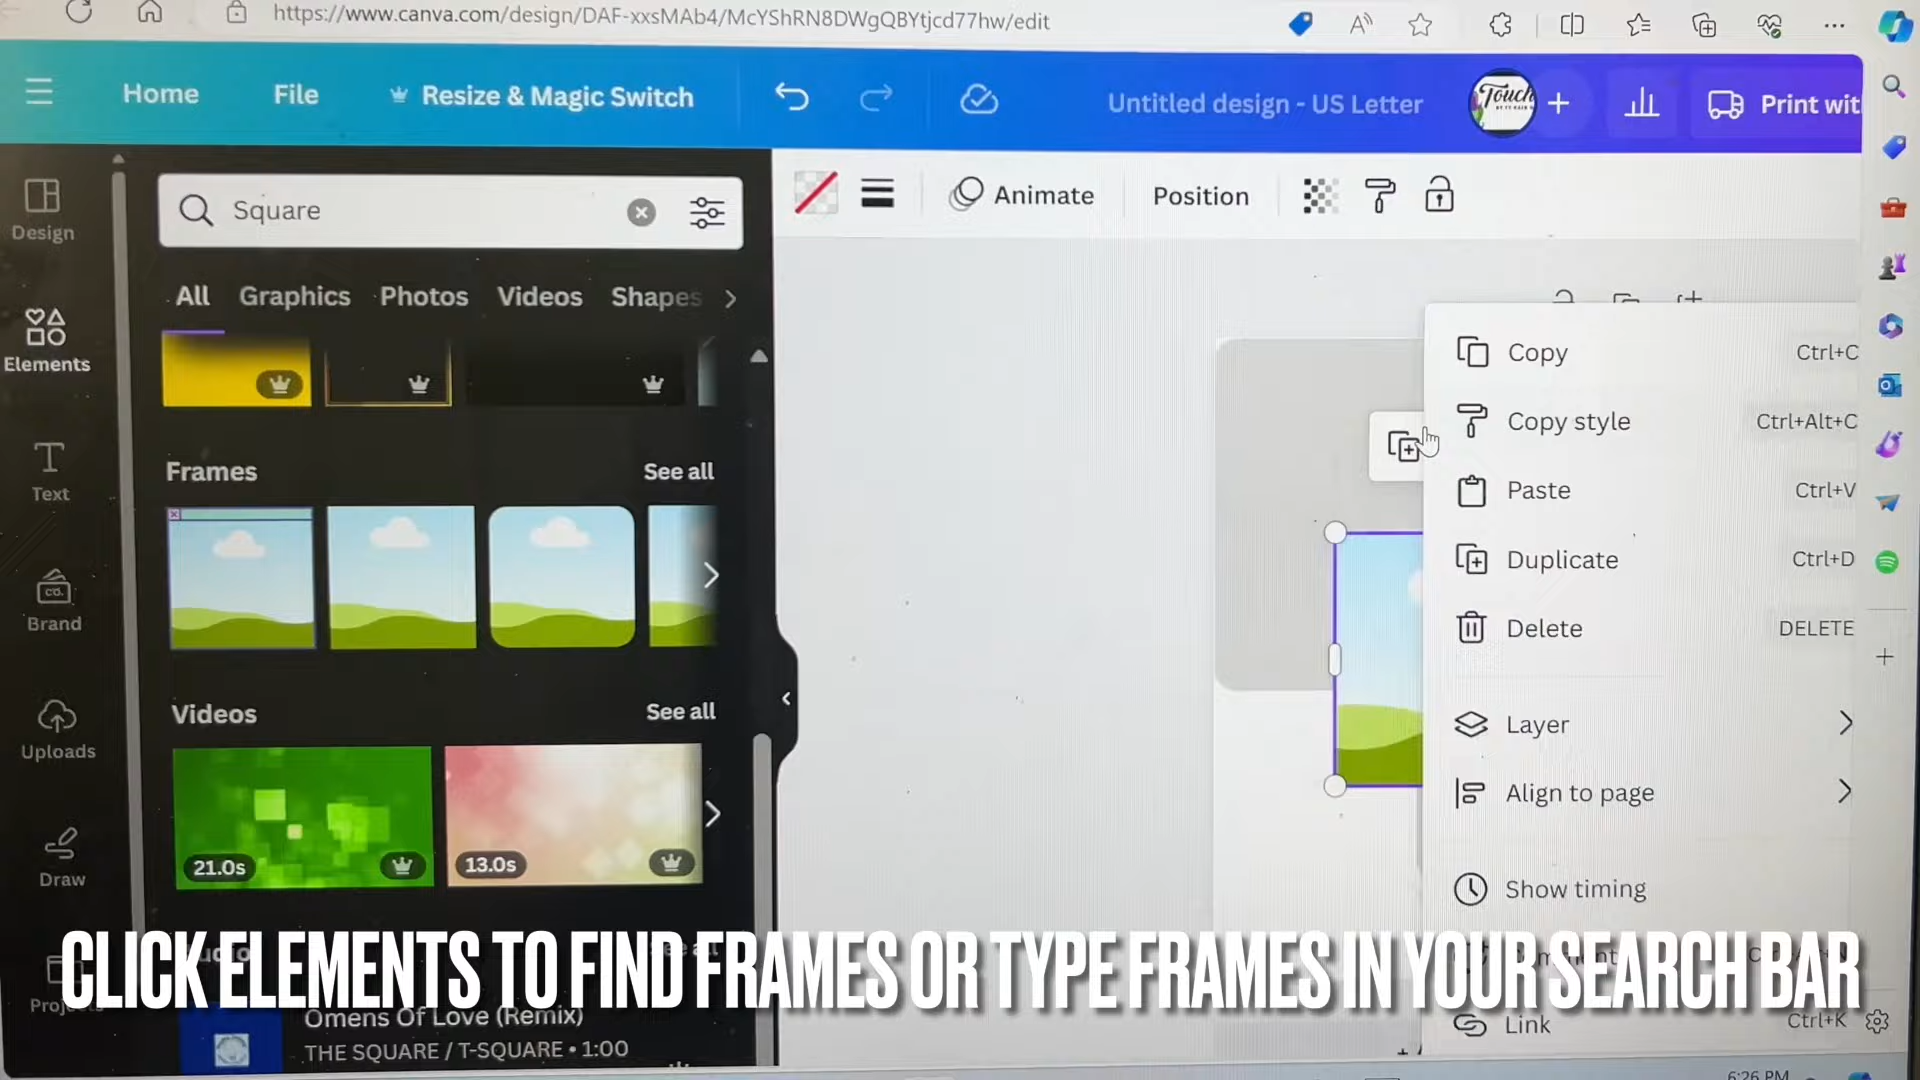 https://www.canva.com/design/DAF-xxsMAb4/McYShRN8DWgQBYtjcd77hw/edit
Home
File
Resize & Magic Switch
Untitled design - US Letter
Touch
Print wit
Design
Elements
Text
Brand
Uploads
Draw
Square
All
Graphics
Photos
Videos
Shapes
Frames
See all
Videos
See all
21.0s
13.0s
Omens Of Love (Remix)
THE SQUARE / T-SQUARE • 1:00
Animate
Position
Copy Ctrl+C
Copy style Ctrl+Alt+C
Paste Ctrl+V
Duplicate Ctrl+D
Delete DELETE
Layer
Align to page
Show timing
Link Ctrl+K
CLICK ELEMENTS TO FIND FRAMES OR TYPE FRAMES IN YOUR SEARCH BAR
6:26 PM